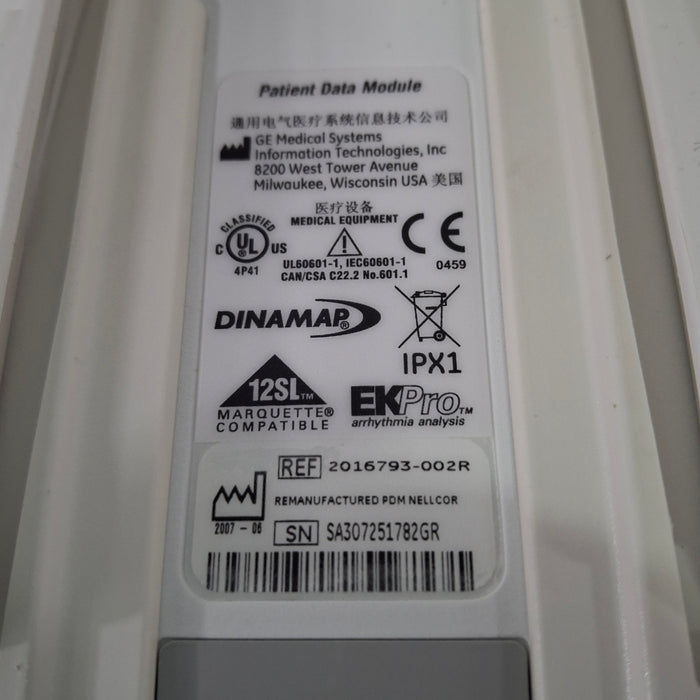 Patient Data Module
通用电气医疗系统信息技术公司
GE Medical Systems
Information Technologies, Inc
8200 West Tower Avenue
Milwaukee, Wisconsin USA 美国
医疗设备
MEDICAL EQUIPMENT
CLASSIFIED
C UL US
4P41
UL60601-1, IEC60601-1
CAN/CSA C22.2 No.601.1
CE
0459
DINAMAP®
IPX1
12SL™
MARQUETTE®
COMPATIBLE
EKPro™
arrhythmia analysis
REF 2016793-002R
REMANUFACTURED PDM NELLCOR
2007-06
SN SA307251782GR